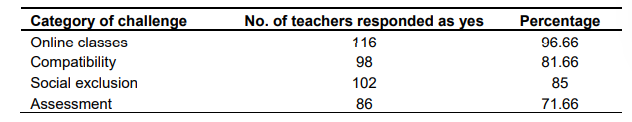 Category of challenge No. of teachers responded as yes Percentage
Online classes 116 96.66
Compatibility 98 81.66
Social exclusion 102 85
Assessment 86 71.66